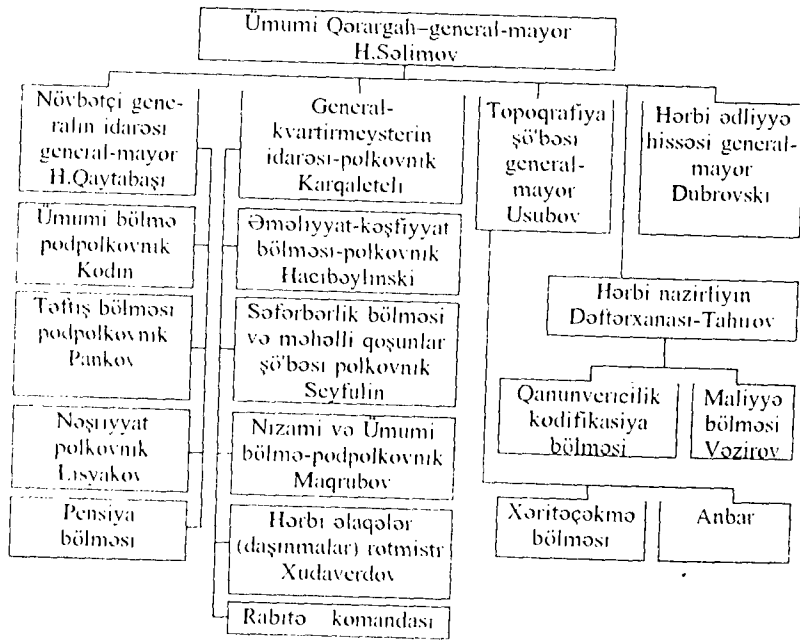 Ümumi Qərargah–general-mayor
H.Səlimov
Növbətçi gene-
ralın idarəsi
general-mayor
H.Qaytabaşı
Ümumi bölmə
podpolkovnik
Kodin
Təftiş bölməsi
podpolkovnik
Pankov
Nəşriyyat
polkovnik
Lisyakov
Pensiya
bölməsi
General-
kvartirmeysterin
idarəsi-polkovnik
Karqaleteli
Əməliyyat-kəşfiyyat
bölməsi-polkovnik
Hacıbəylinski
Səfərbərlik bölməsi
və məhəlli qoşunlar
şö'bəsi polkovnik
Seyfulin
Nizami və Ümumi
bölmə-podpolkovnik
Maqrubov
Hərbi əlaqələr
(daşınmalar) rotmistr
Xudaverdov
Rabitə komandası
Topoqrafiya
şö'bəsi
general-
mayor
Usubov
Hərbi ədliyyə
hissəsi general-
mayor
Dubrovski
Hərbi nazirliyin
Dəftərxanası-Tahirov
Qanunvericilik
kodifikasiya
bölməsi
Maliyyə
bölməsi
Vəzirov
Xəritəçəkmə
bölməsi
Anbar